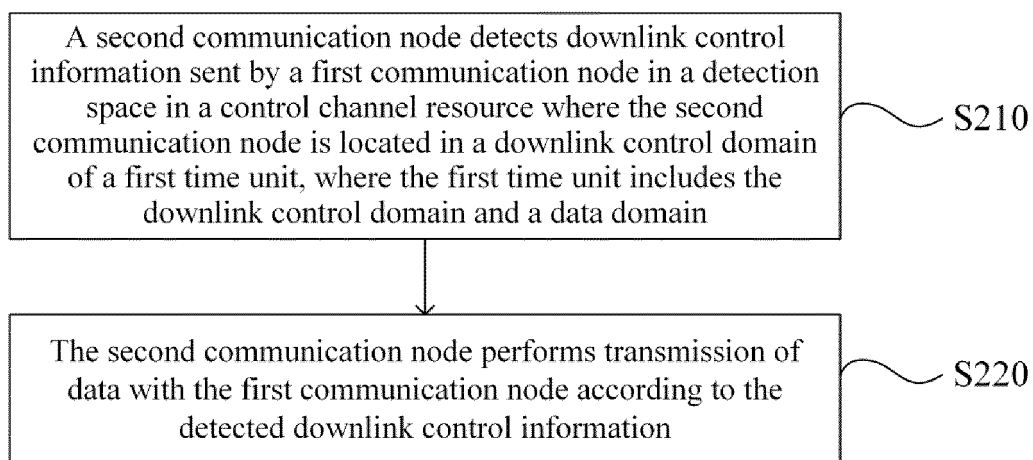 A second communication node detects downlink control
information sent by a first communication node in a detection
space in a control channel resource where the second
communication node is located in a downlink control domain
of a first time unit, where the first time unit includes the
downlink control domain and a data domain
S210
The second communication node performs transmission of
data with the first communication node according to the
detected downlink control information
S220